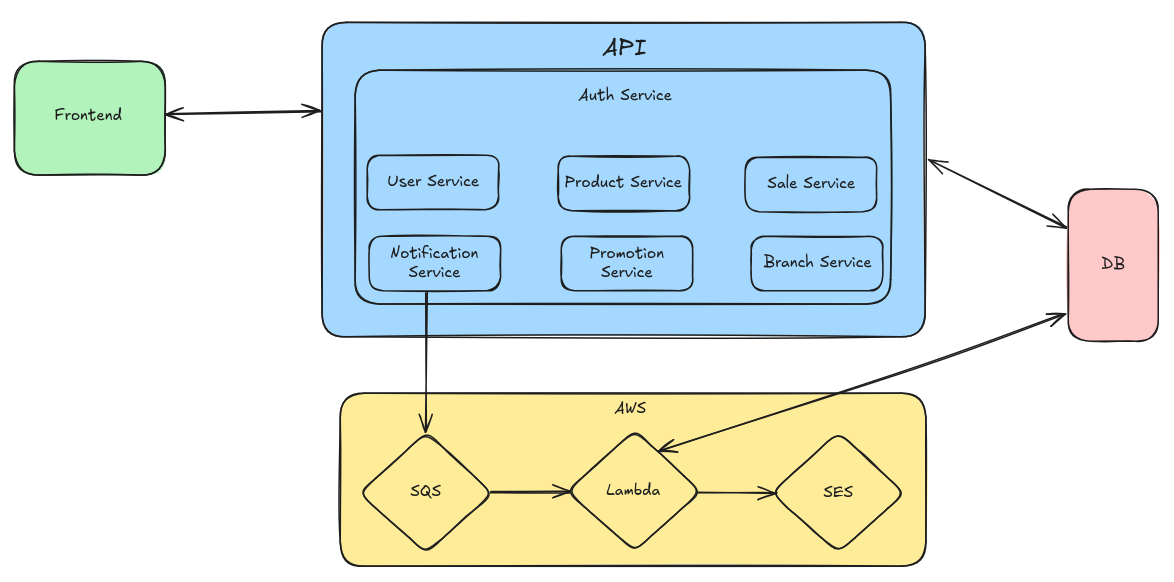 API
Auth Service
Frontend
User Service
Product Service
Sale Service
Notification
Service
Promotion
Service
Branch Service
DB
AWS
SQS
Lambda
SES